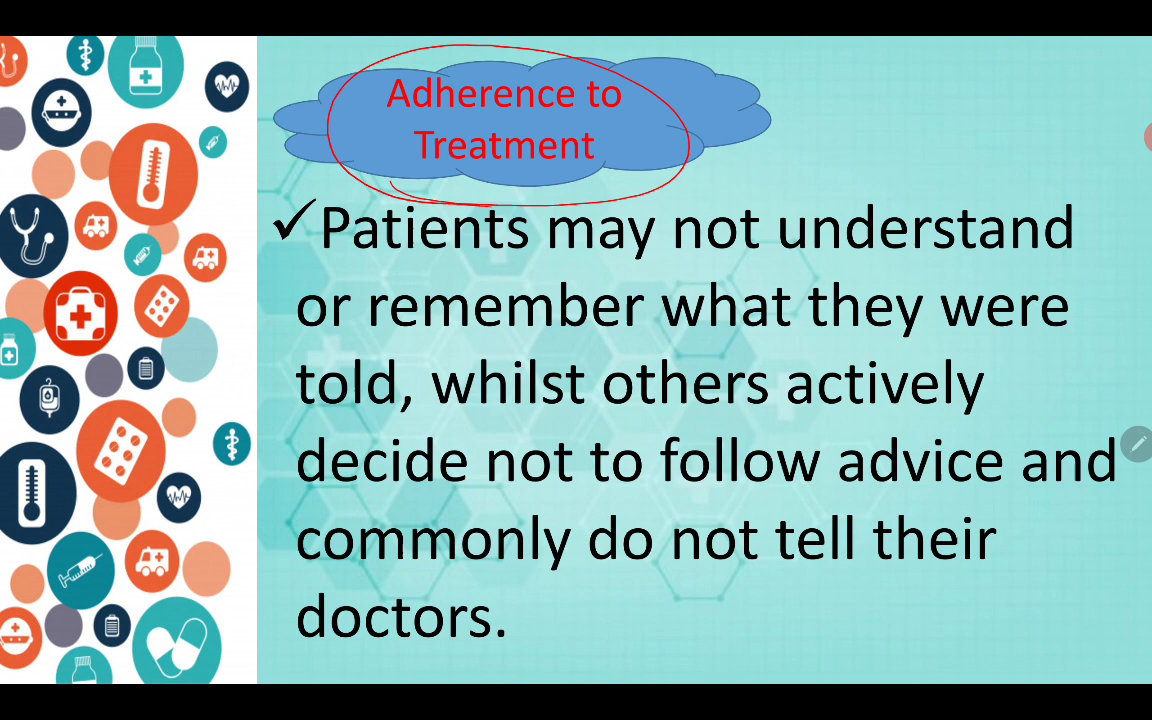 Adherence to
Treatment
✓Patients may not understand
or remember what they were
told, whilst others actively
decide not to follow advice and
commonly do not tell their
doctors.